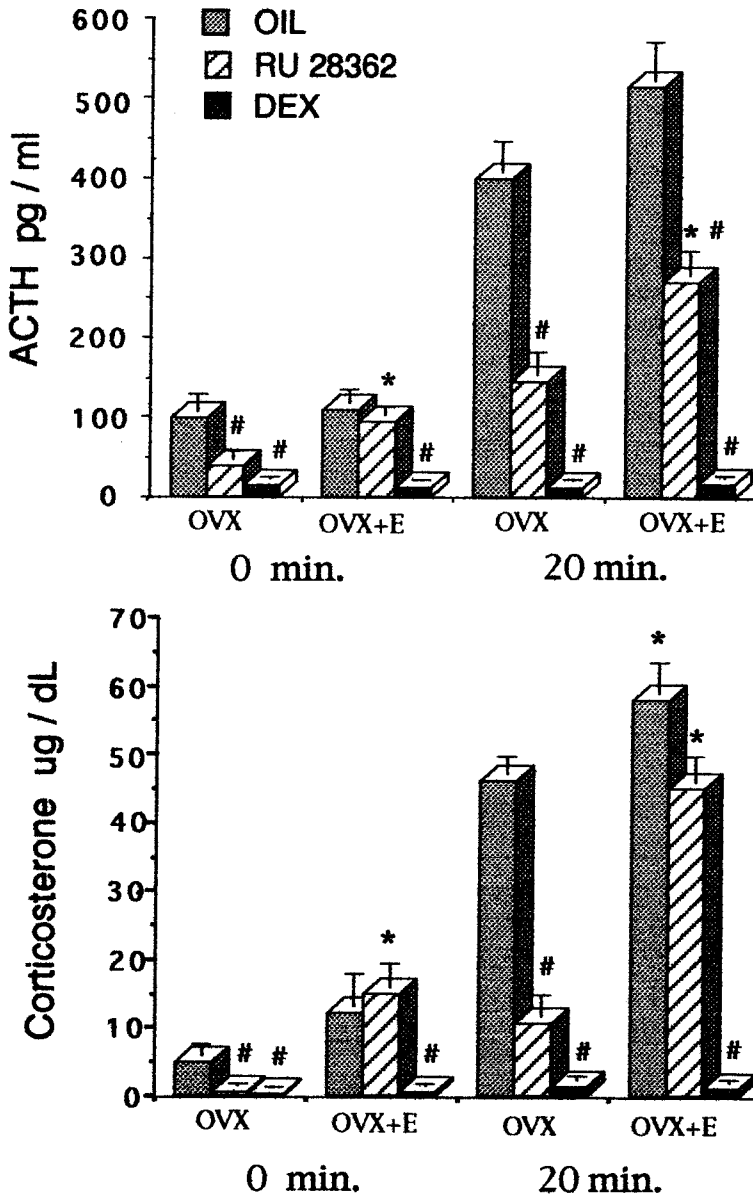 600
OIL
RU 28362
DEX
500
400
300
200
100
0
ACTH pg / ml
# # * # # # * # #
OVX OVX+E OVX OVX+E
0 min. 20 min.
70
60
50
40
30
20
10
0
Corticosterone ug / dL
# # * # # # * * #
OVX OVX+E OVX OVX+E
0 min. 20 min.